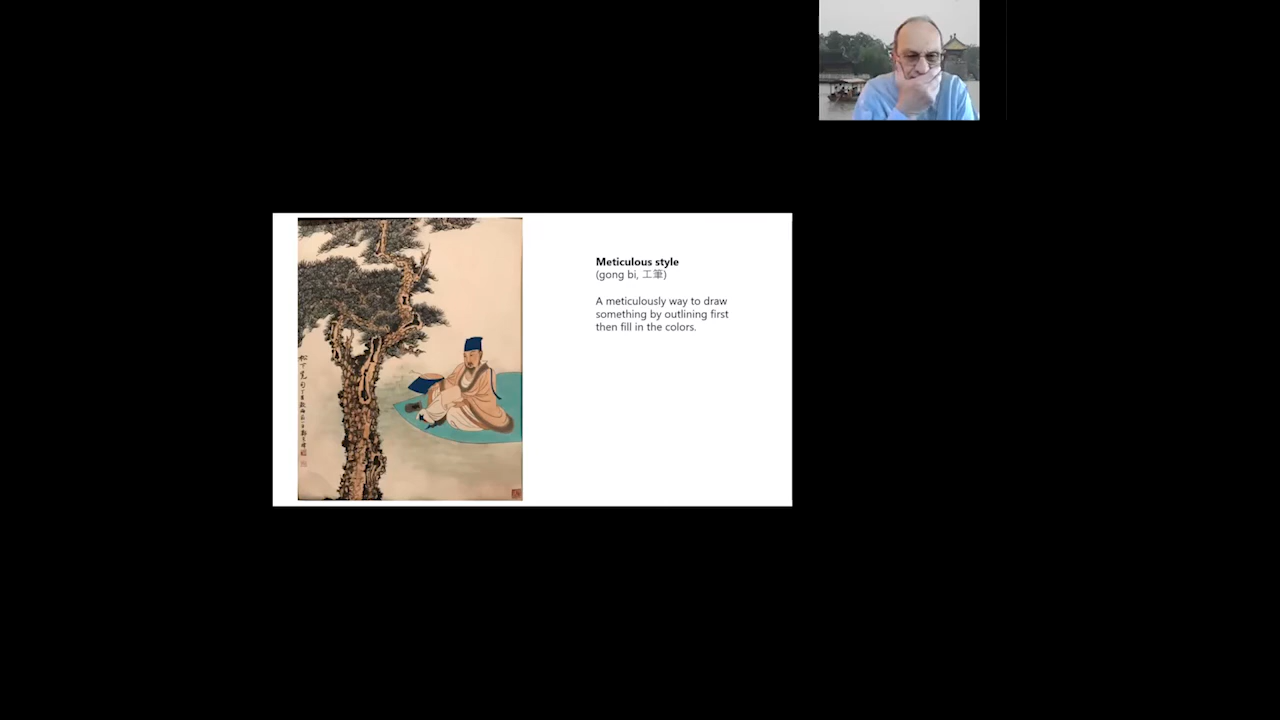 Meticulous style
(gong bi, 工筆)
A meticulously way to draw
something by outlining first
then fill in the colors.